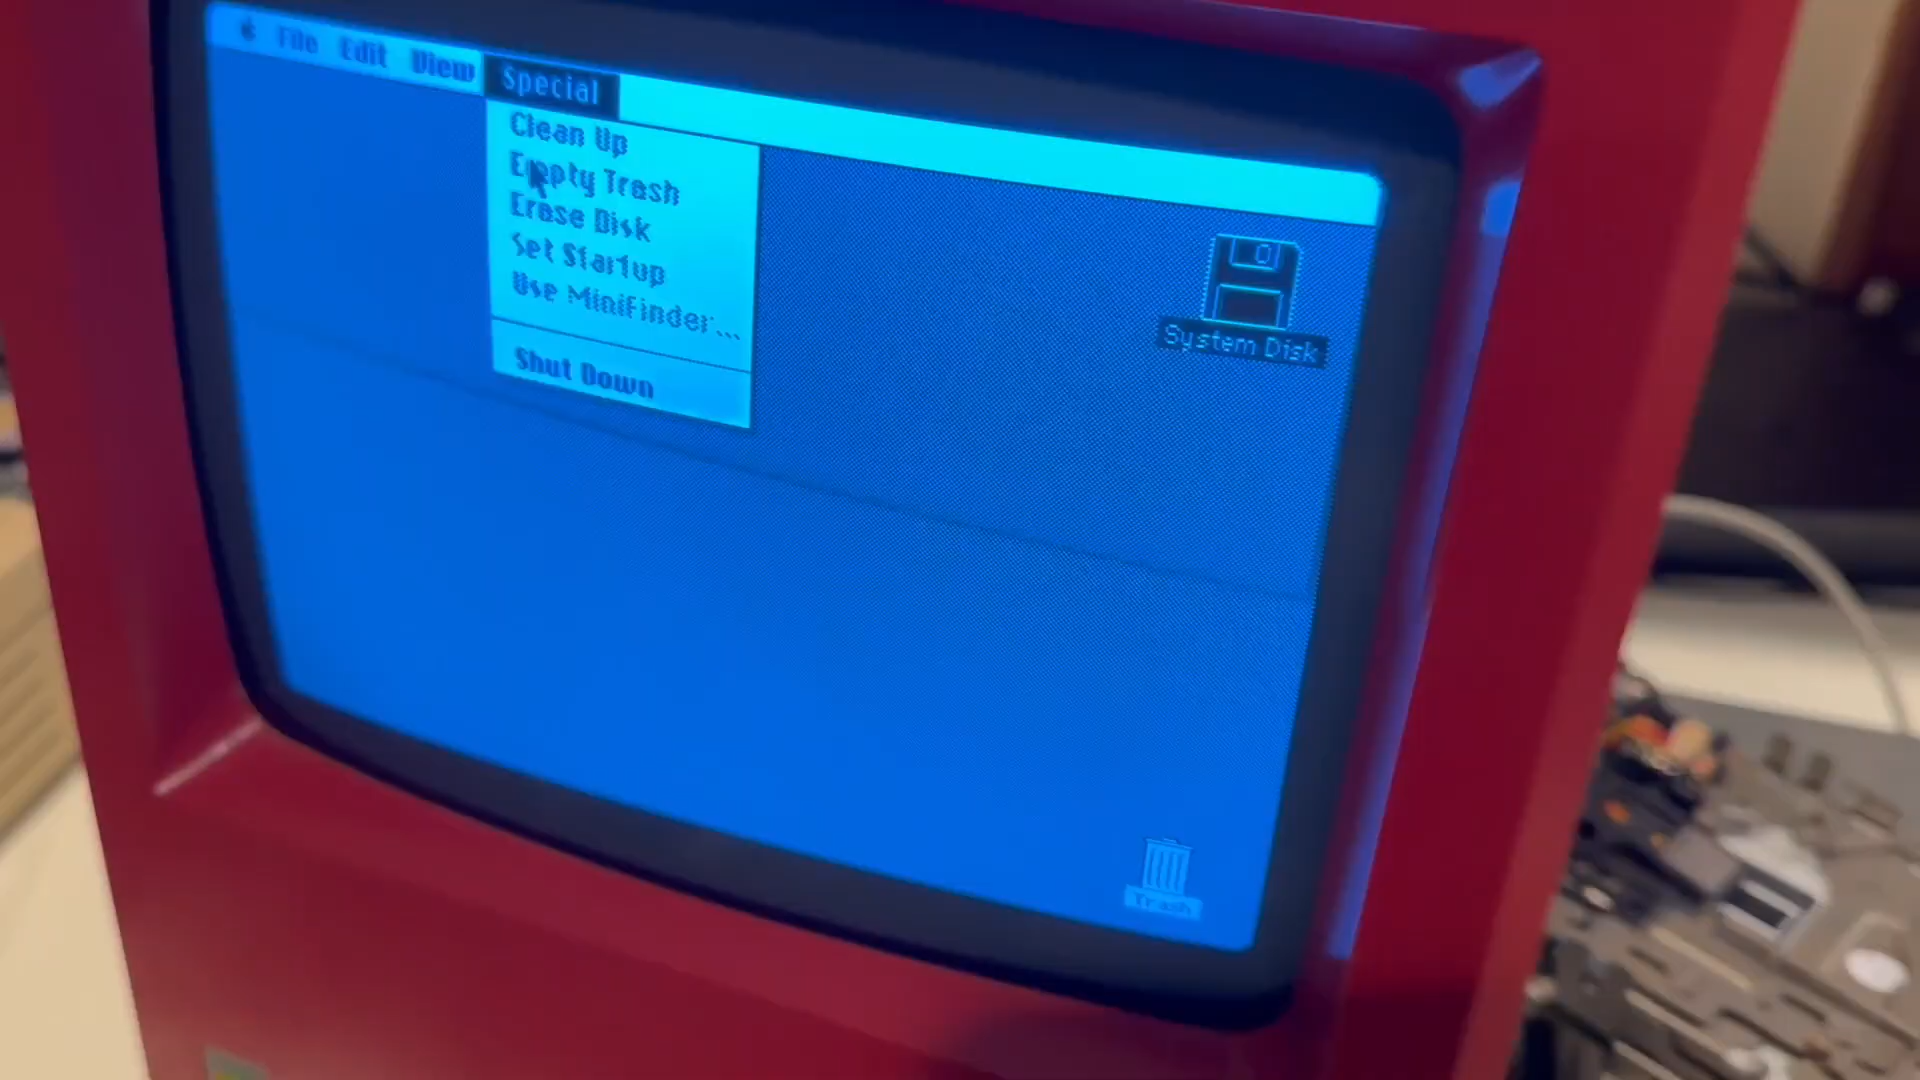 File Edit View Special
Clean Up
Empty Trash
Erase Disk
Set Startup
Use MiniFinder...
Shut Down
System Disk
Trash